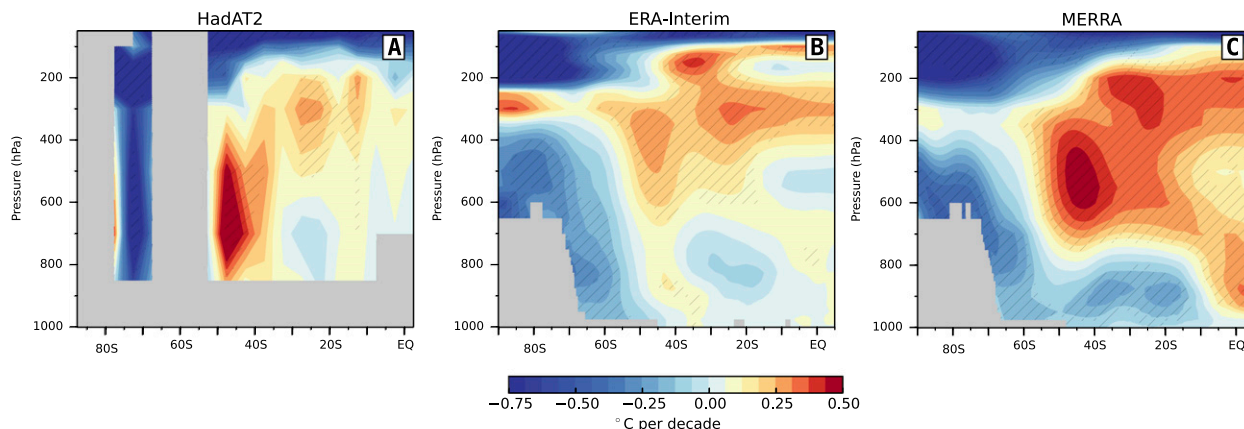 HadAT2
ERA-Interim
MERRA
A
B
C
Pressure (hPa)
200
400
600
800
1000
80S
60S
40S
20S
EQ
Pressure (hPa)
200
400
600
800
1000
80S
60S
40S
20S
EQ
Pressure (hPa)
200
400
600
800
1000
80S
60S
40S
20S
EQ
−0.75
−0.50
−0.25
0.00
0.25
0.50
°C per decade